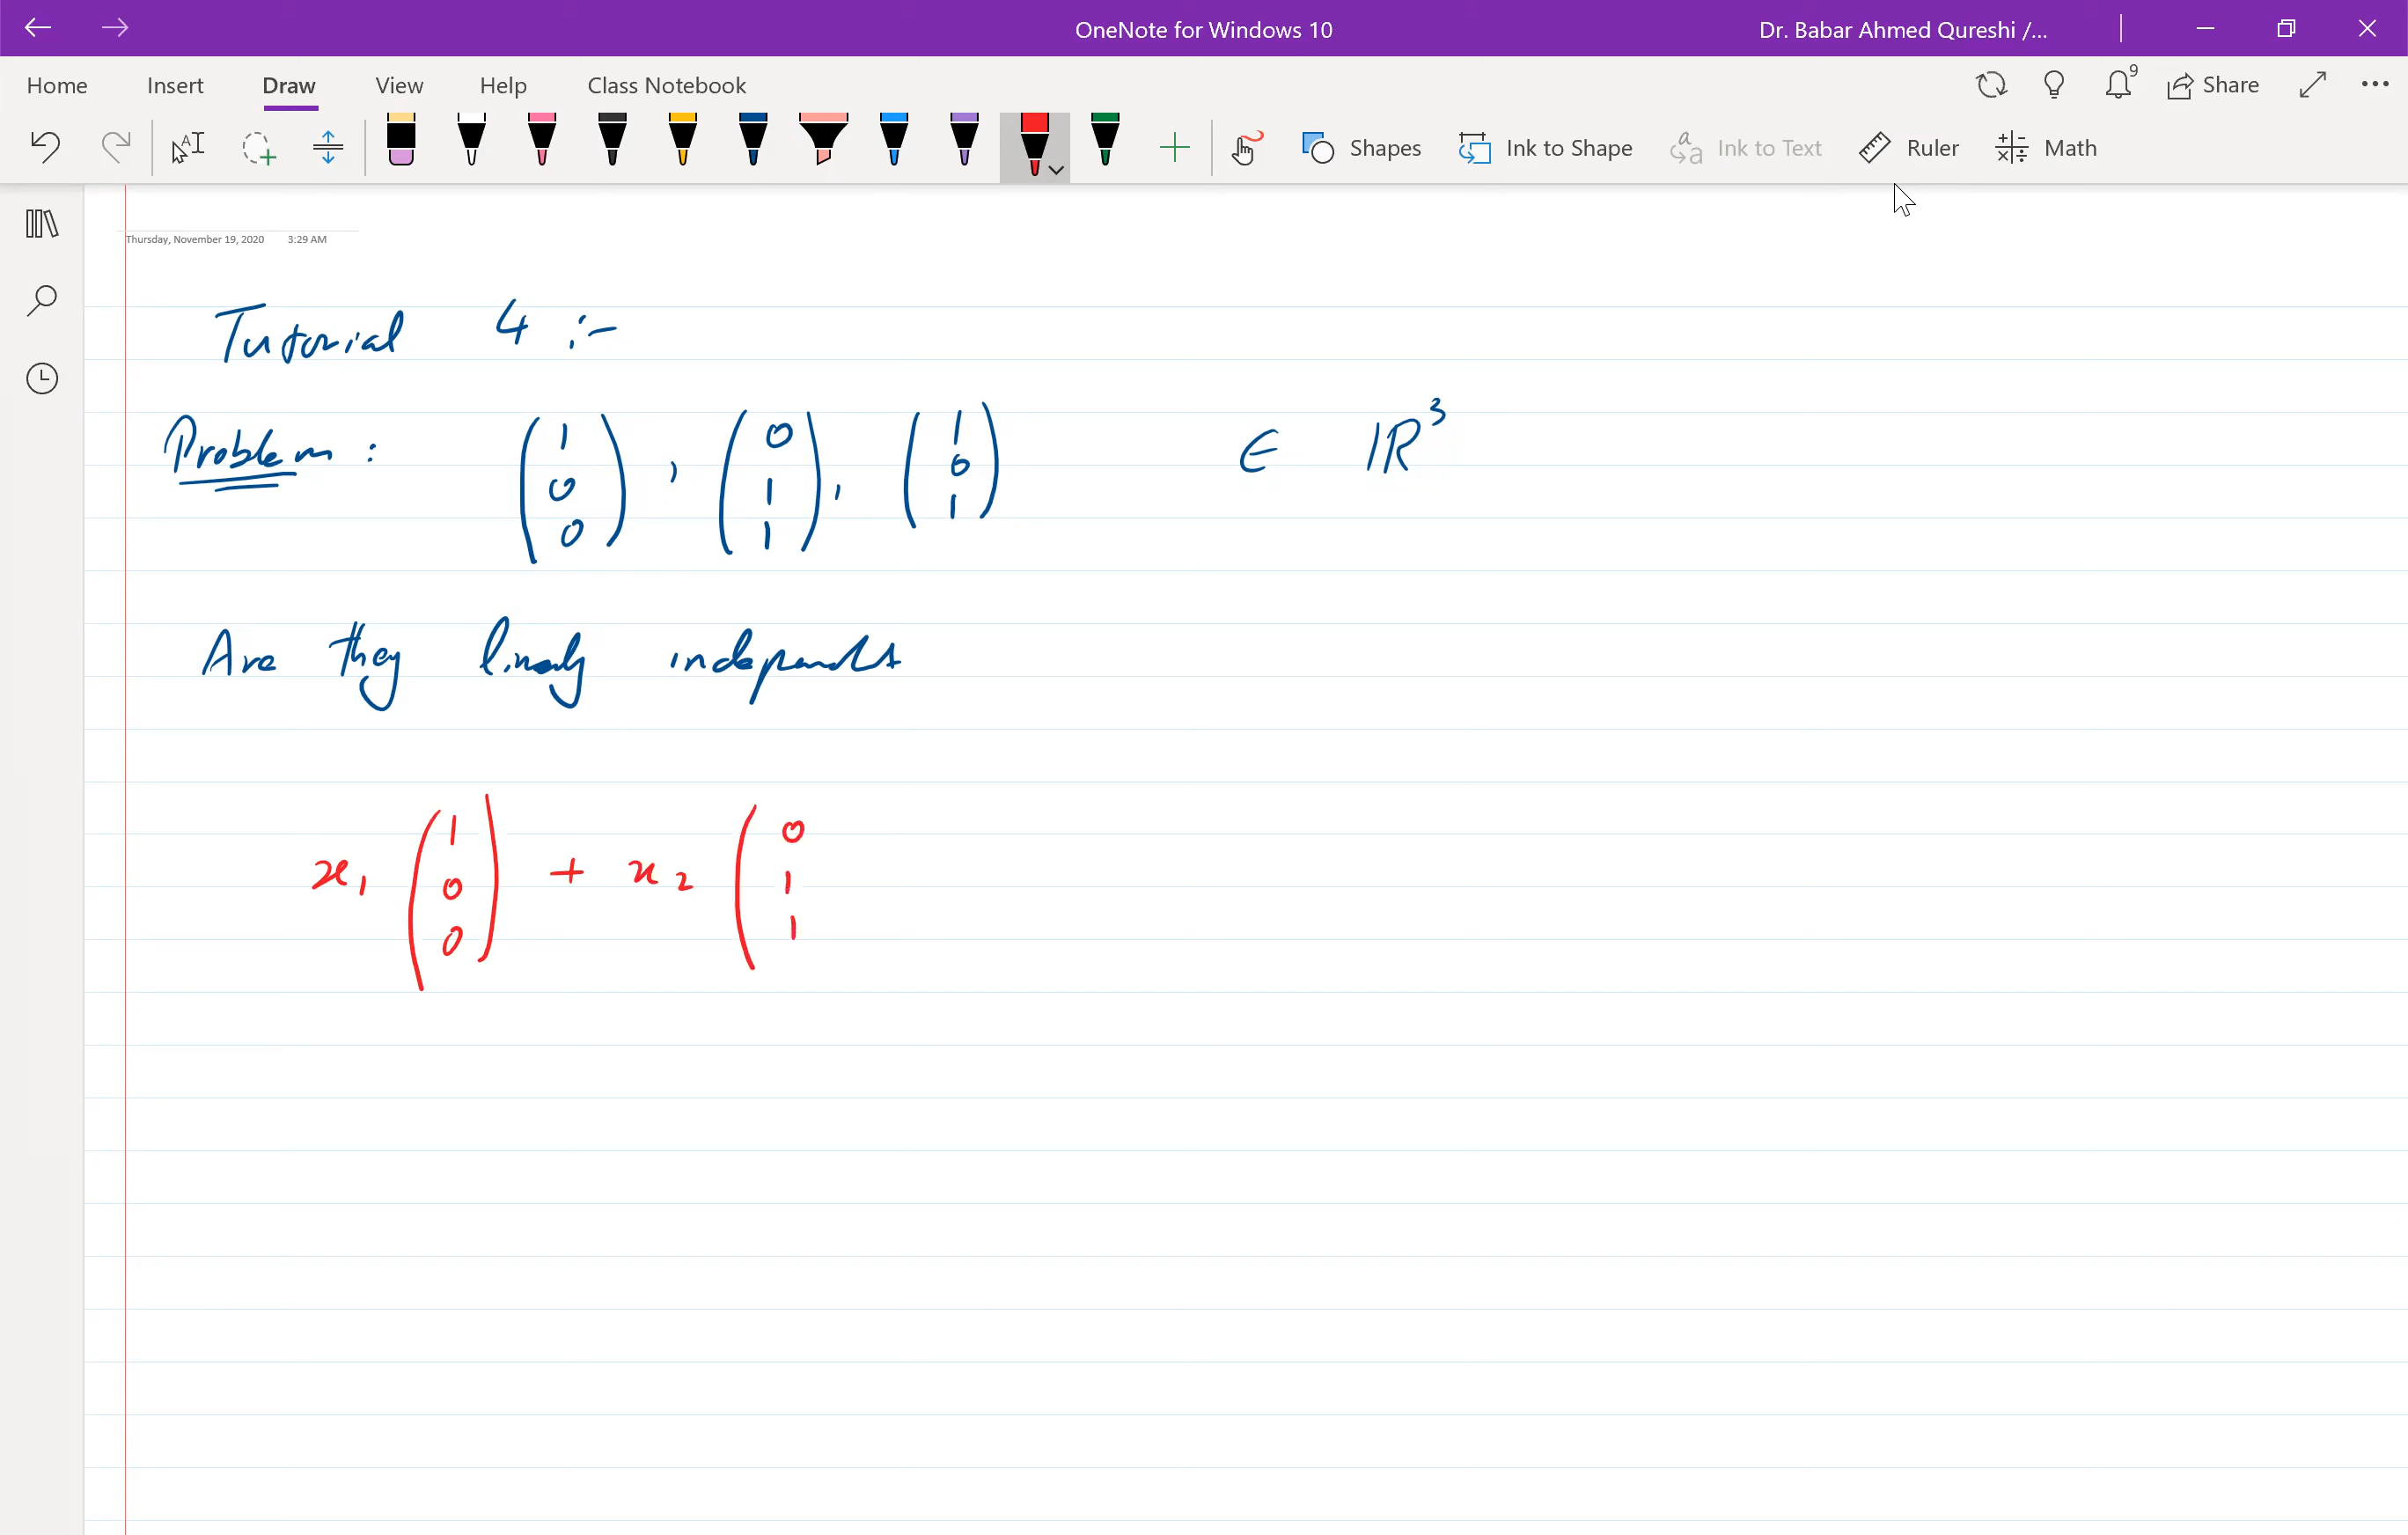 OneNote for Windows 10 Dr. Babar Ahmed Qureshi /...
Home Insert Draw View Help Class Notebook 9 Share
Shapes Ink to Shape Ink to Text Ruler Math
Thursday, November 19, 2020 3:29 AM
Tutorial 4 :-
Problem : (1 0 0) , (0 1 1) , (1 0 1) ∈ ℝ³
Are they linearly independent
x₁ (1 0 0) + x₂ (0 1 1